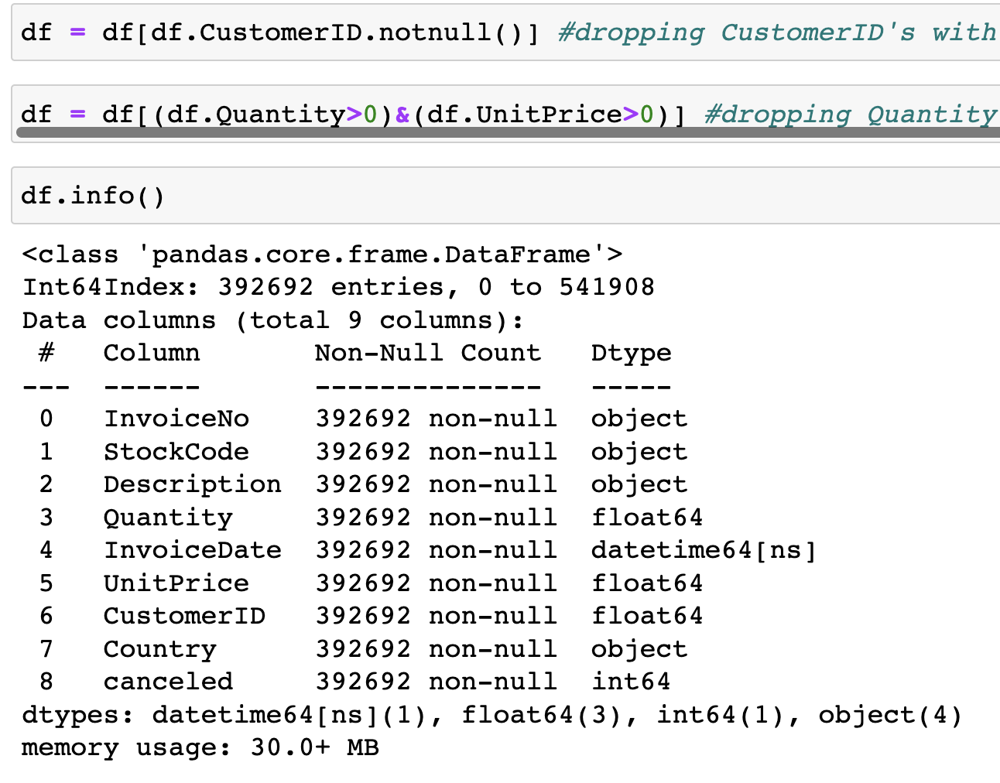 df = df[df.CustomerID.notnull()] #dropping CustomerID's with
df = df[(df.Quantity>0)&(df.UnitPrice>0)] #dropping Quantity
df.info()
<class 'pandas.core.frame.DataFrame'>
Int64Index: 392692 entries, 0 to 541908
Data columns (total 9 columns):
 #   Column       Non-Null Count   Dtype
---  ------       --------------   -----
 0   InvoiceNo    392692 non-null  object
 1   StockCode    392692 non-null  object
 2   Description  392692 non-null  object
 3   Quantity     392692 non-null  float64
 4   InvoiceDate  392692 non-null  datetime64[ns]
 5   UnitPrice    392692 non-null  float64
 6   CustomerID   392692 non-null  float64
 7   Country      392692 non-null  object
 8   canceled     392692 non-null  int64
dtypes: datetime64[ns](1), float64(3), int64(1), object(4)
memory usage: 30.0+ MB